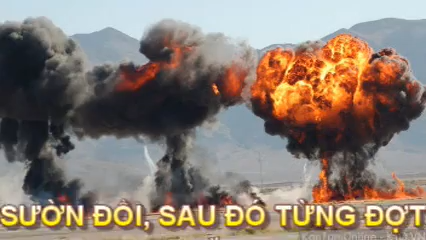 SƯỜN ĐỒI, SAU ĐÓ TỪNG ĐỢT